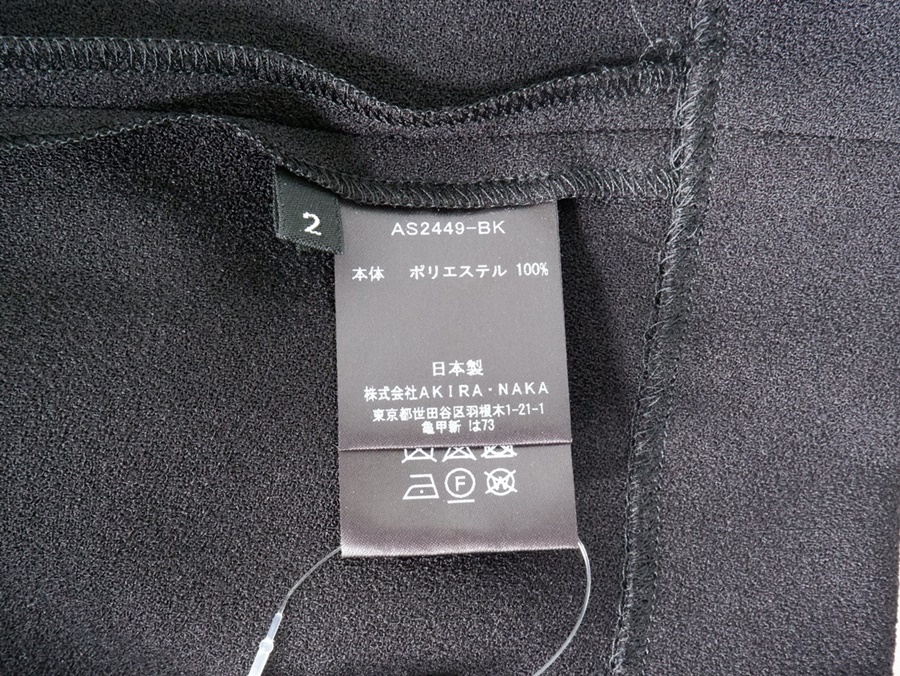 2
AS2449-BK
本体 ポリエステル 100%
日本製
株式会社AKIRA・NAKA
東京都世田谷区羽根木1-21-1
亀甲新 は73
F
W